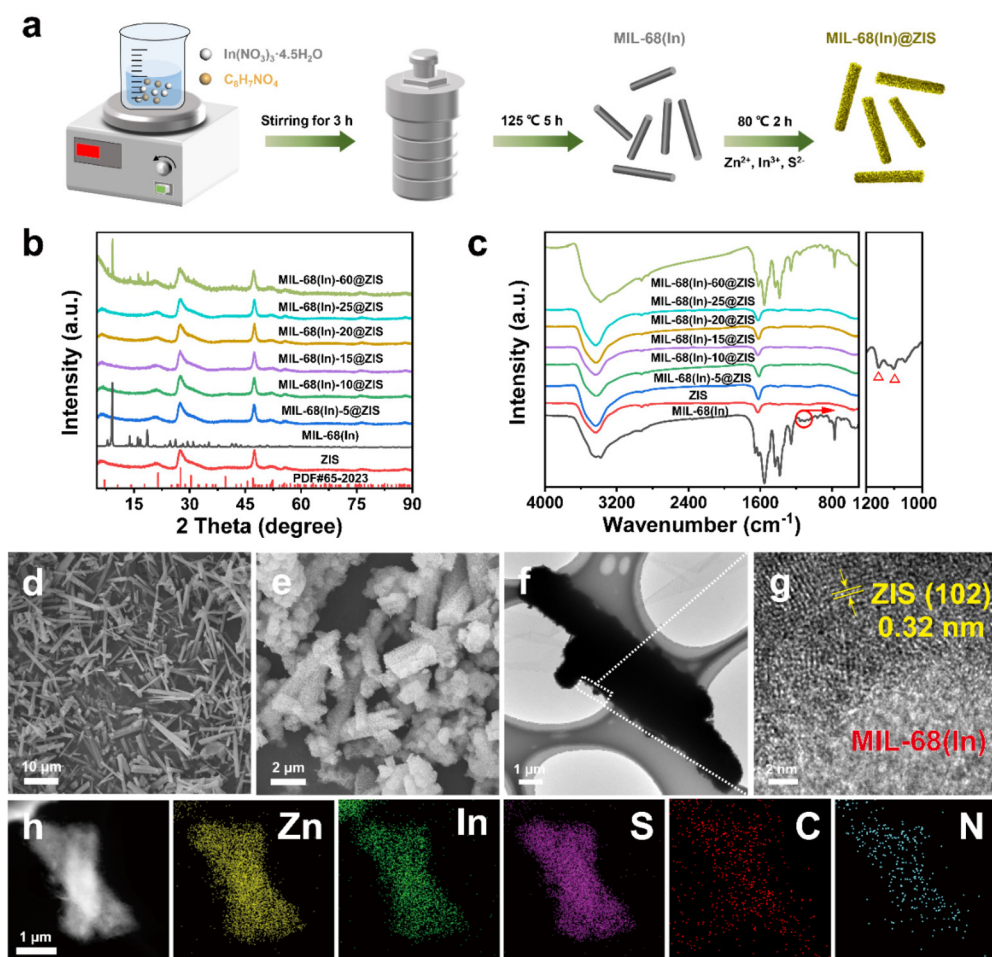 a
In(NO3)3·4.5H2O
C8H7NO4
Stirring for 3 h
125 ℃ 5 h
MIL-68(In)
80 ℃ 2 h
Zn2+, In3+, S2-
MIL-68(In)@ZIS
b
Intensity (a.u.)
MIL-68(In)-60@ZIS
MIL-68(In)-25@ZIS
MIL-68(In)-20@ZIS
MIL-68(In)-15@ZIS
MIL-68(In)-10@ZIS
MIL-68(In)-5@ZIS
MIL-68(In)
ZIS
PDF#65-2023
15 30 45 60 75 90
2 Theta (degree)
c
Intensity (a.u.)
MIL-68(In)-60@ZIS
MIL-68(In)-25@ZIS
MIL-68(In)-20@ZIS
MIL-68(In)-15@ZIS
MIL-68(In)-10@ZIS
MIL-68(In)-5@ZIS
ZIS
MIL-68(In)
4000 3200 2400 1600 800 1200 1000
Wavenumber (cm-1)
d
10 μm
e
2 μm
f
1 μm
g
ZIS (102)
0.32 nm
MIL-68(In)
2 nm
h
1 μm
Zn
In
S
C
N